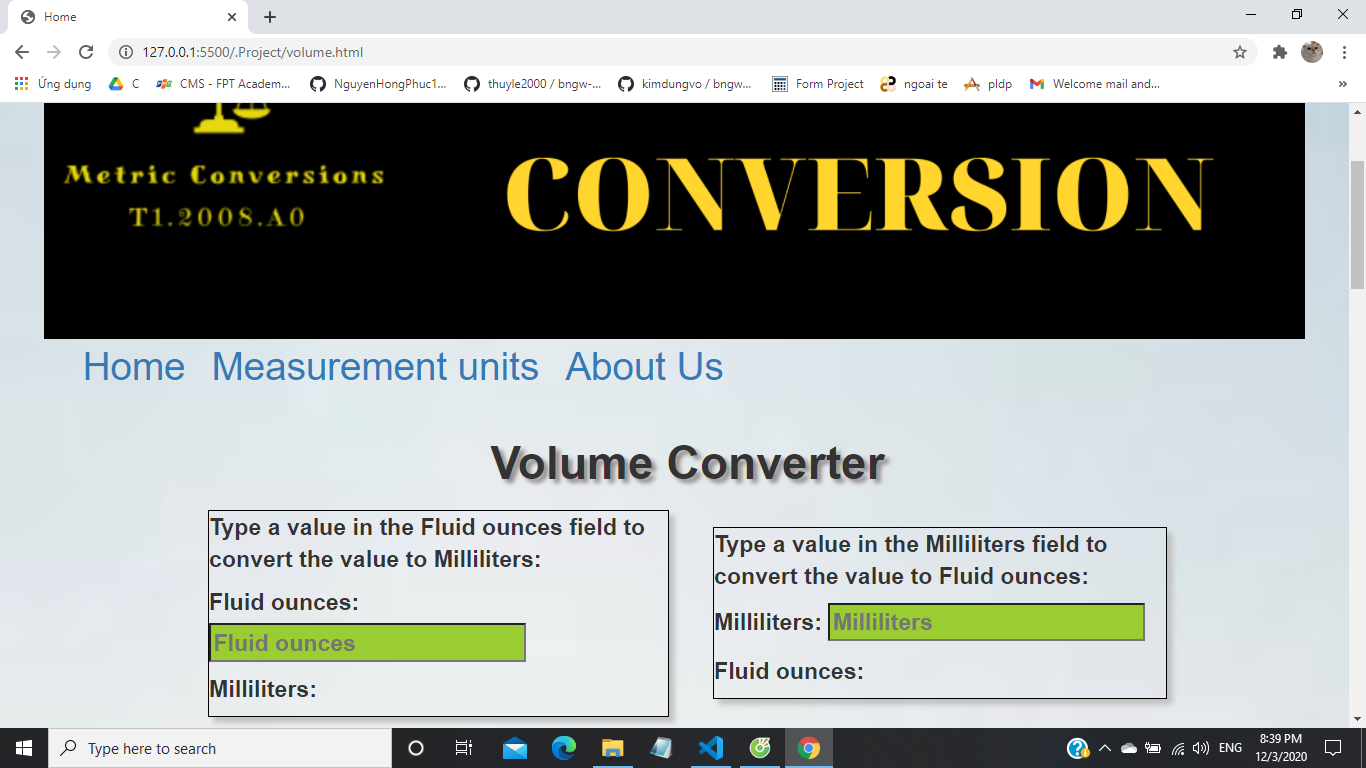 Home
127.0.0.1:5500/.Project/volume.html
Ứng dụng C CMS - FPT Academ... NguyenHongPhuc1... thuyle2000 / bngw-... kimdungvo / bngw... Form Project ngoai te pldp Welcome mail and... »
Metric Conversions
T1.2008.A0
CONVERSION
Home Measurement units About Us
Volume Converter
Type a value in the Fluid ounces field to
convert the value to Milliliters:
Fluid ounces:
Fluid ounces
Milliliters:
Type a value in the Milliliters field to
convert the value to Fluid ounces:
Milliliters: Milliliters
Fluid ounces:
Type here to search
ENG
8:39 PM
12/3/2020